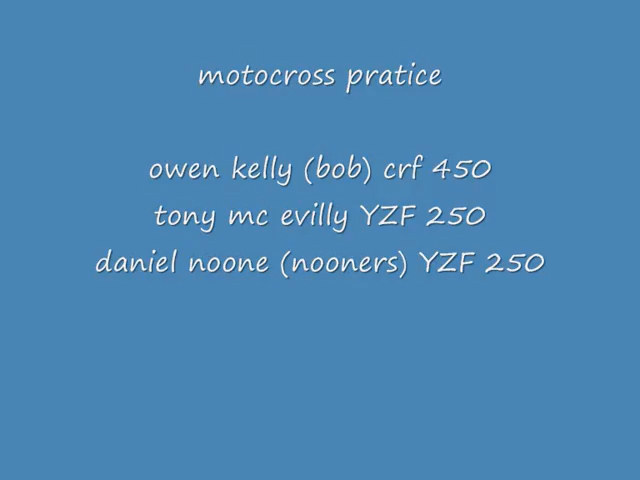 motocross pratice
owen kelly (bob) crf 450
tony mc evilly YZF 250
daniel noone (nooners) YZF 250